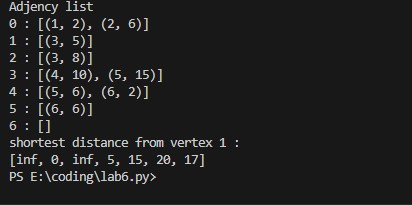 Adjency list
0 : [(1, 2), (2, 6)]
1 : [(3, 5)]
2 : [(3, 8)]
3 : [(4, 10), (5, 15)]
4 : [(5, 6), (6, 2)]
5 : [(6, 6)]
6 : []
shortest distance from vertex 1 :
[inf, 0, inf, 5, 15, 20, 17]
PS E:\coding\lab6.py>